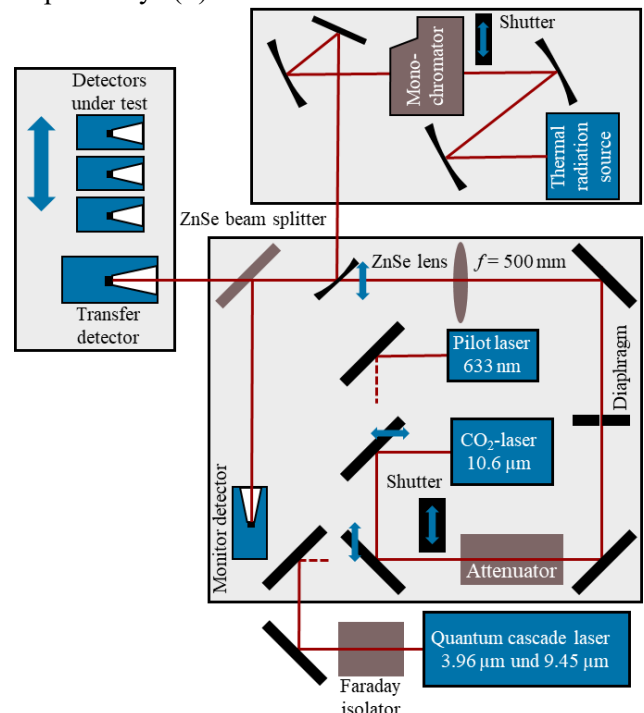 Shutter
Mono-
chromator
Thermal
radiation
source
Detectors
under test
ZnSe beam splitter
Transfer
detector
ZnSe lens
f = 500 mm
Pilot laser
633 nm
Diaphragm
CO₂-laser
10.6 µm
Shutter
Monitor detector
Attenuator
Quantum cascade laser
3.96 µm und 9.45 µm
Faraday
isolator